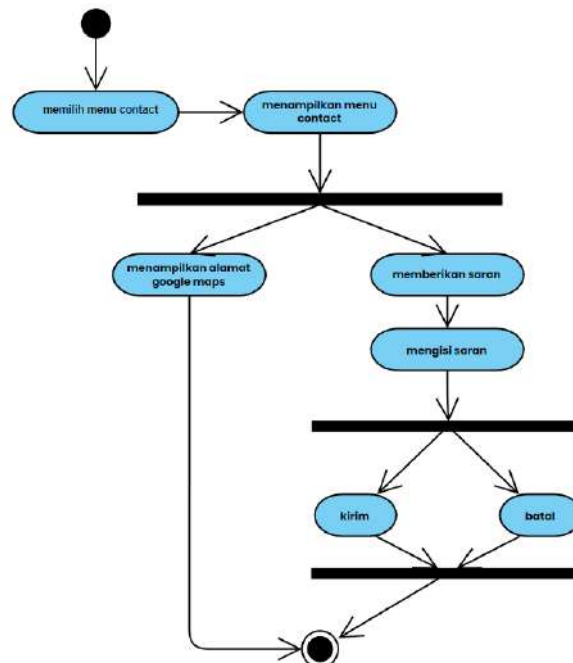 memilih menu contact
menampilkan menu
contact
menampilkan alamat
google maps
memberikan saran
mengisi saran
kirim
batal